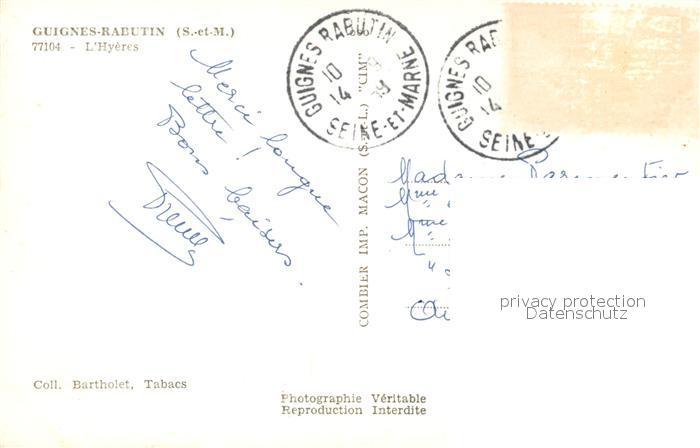 GUIGNES-RABUTIN (S.-et-M.)
77104 - L'Hyères
Merci longue
lettre !
Bons baisers.
GUIGNES RABUTIN
10
14
SEINE-ET-MARNE
GUIGNES RAB
10
14
SEINE
COMBIER IMP. MACON (S.-L.) "CIM"
Madame Parmentier
privacy protection
Datenschutz
Coll. Bartholet, Tabacs
Photographie Véritable
Reproduction Interdite